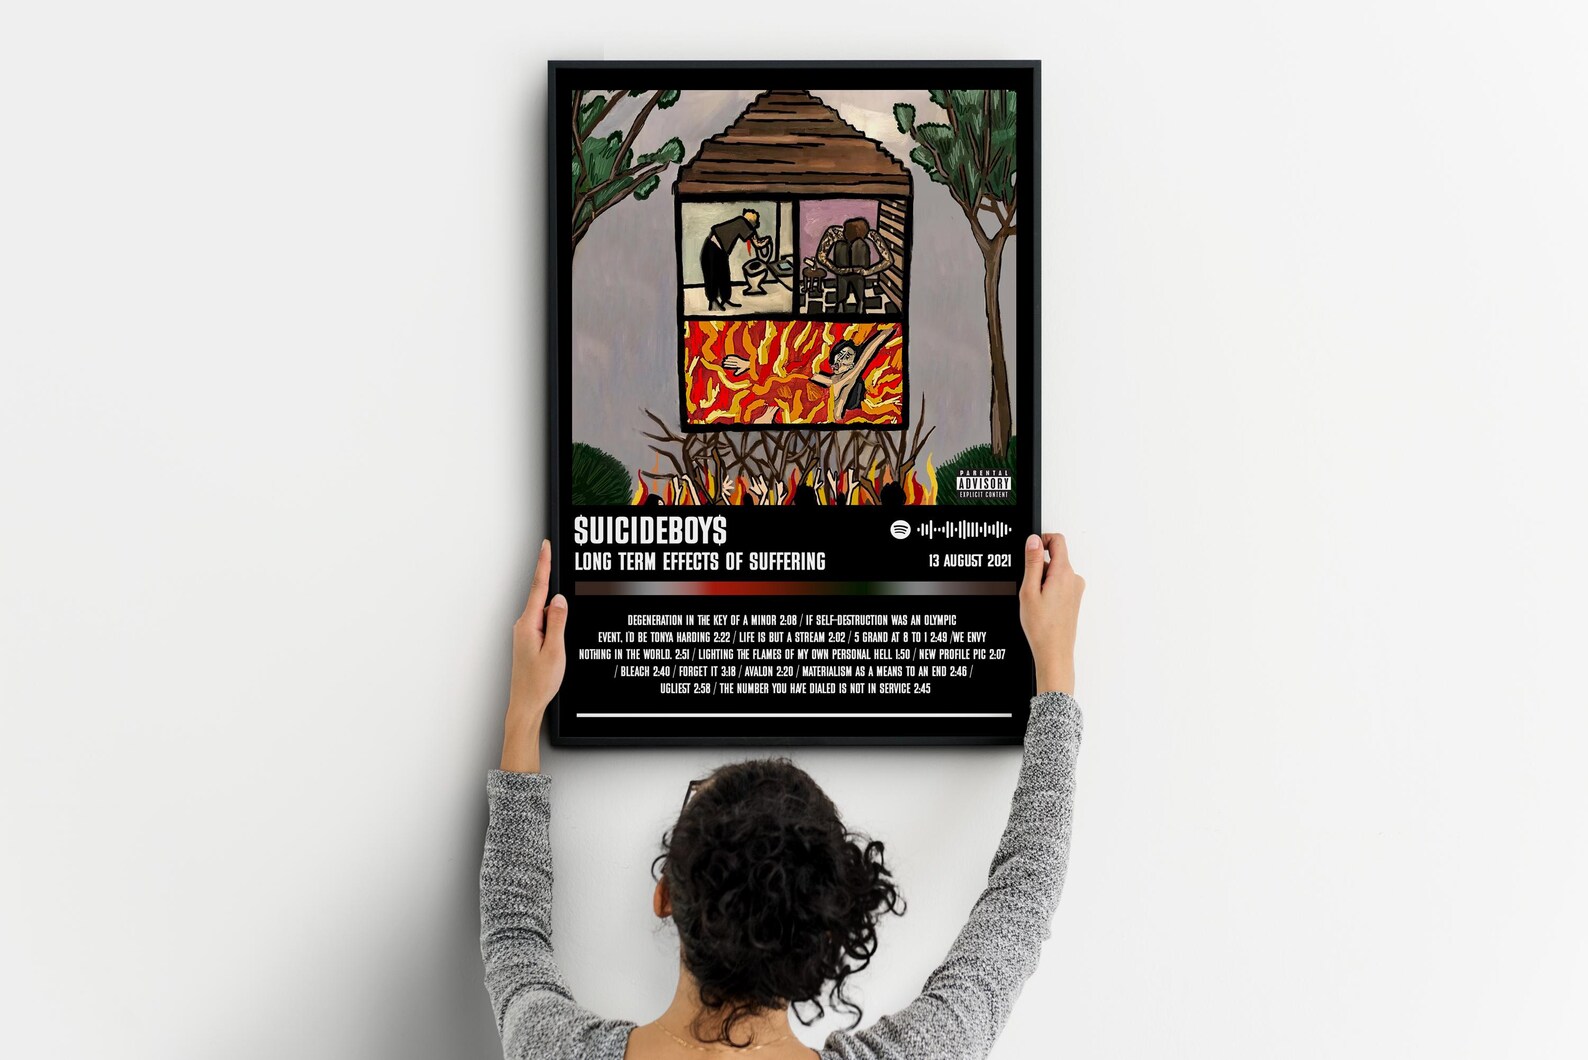 PARENTAL
ADVISORY
EXPLICIT CONTENT
$UICIDEBOY$
LONG TERM EFFECTS OF SUFFERING
13 AUGUST 2021
DEGENERATION IN THE KEY OF A MINOR 2:08 / IF SELF-DESTRUCTION WAS AN OLYMPIC
EVENT, I'D BE TONYA HARDING 2:22 / LIFE IS BUT A STREAM 2:02 / 5 GRAND AT 8 TO 1 2:49 /WE ENVY
NOTHING IN THE WORLD. 2:51 / LIGHTING THE FLAMES OF MY OWN PERSONAL HELL 1:50 / NEW PROFILE PIC 2:07
/ BLEACH 2:40 / FORGET IT 3:18 / AVALON 2:20 / MATERIALISM AS A MEANS TO AN END 2:46 /
UGLIEST 2:58 / THE NUMBER YOU HAVE DIALED IS NOT IN SERVICE 2:45